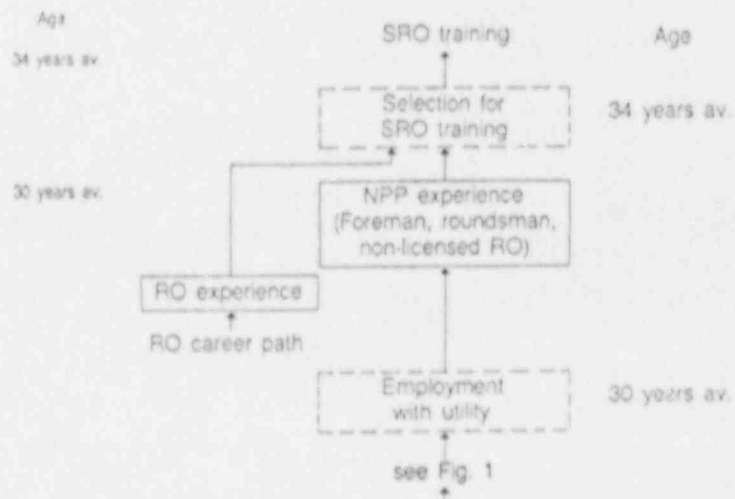 Age
34 years av.
30 years av.
SRO training
Age
Selection for
SRO training
34 years av.
NPP experience
(Foreman, roundsman,
non-licensed RO)
RO experience
RO career path
Employment
with utility
30 years av.
see Fig. 1